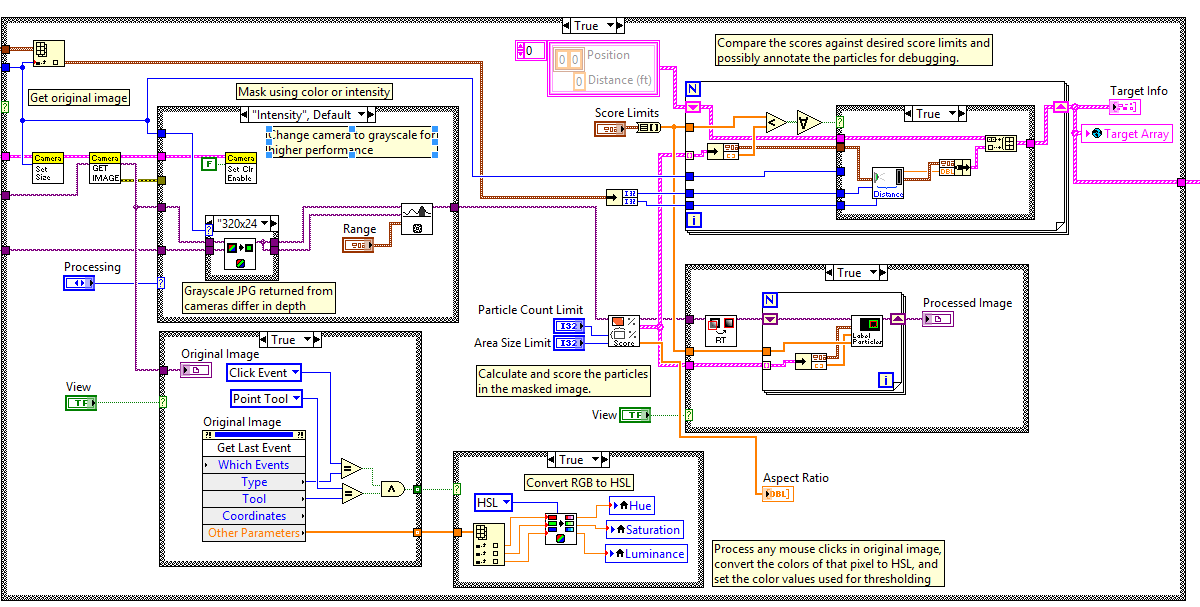 True
0
0 0
Position
0
Distance (ft)
Compare the scores against desired score limits and
possibly annotate the particles for debugging.
Get original image
Mask using color or intensity
"Intensity", Default
Change camera to grayscale for
higher performance
Camera
Set
Size
Camera
GET
IMAGE
F
Camera
Set Clr
Enable
"320x24
Range
Grayscale JPG returned from
cameras differ in depth
Processing
Score Limits
N
True
I32
I32
DBL
Distance
i
Target Info
Target Array
Particle Count Limit
I32
Area Size Limit
I32
Score
Calculate and score the particles
in the masked image.
View
TF
True
RT
N
Label
Particles
i
Processed Image
True
Original Image
Click Event
Point Tool
View
TF
Original Image
Get Last Event
Which Events
Type
Tool
Coordinates
Other Parameters
True
Convert RGB to HSL
HSL
Hue
Saturation
Luminance
Aspect Ratio
DBL
Process any mouse clicks in original image,
convert the colors of that pixel to HSL, and
set the color values used for thresholding